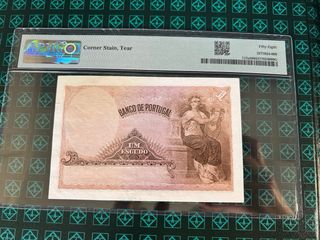 Corner Stain, Tear
Fifty Eight
BANCO DE PORTUGAL
UM
ESCUDO